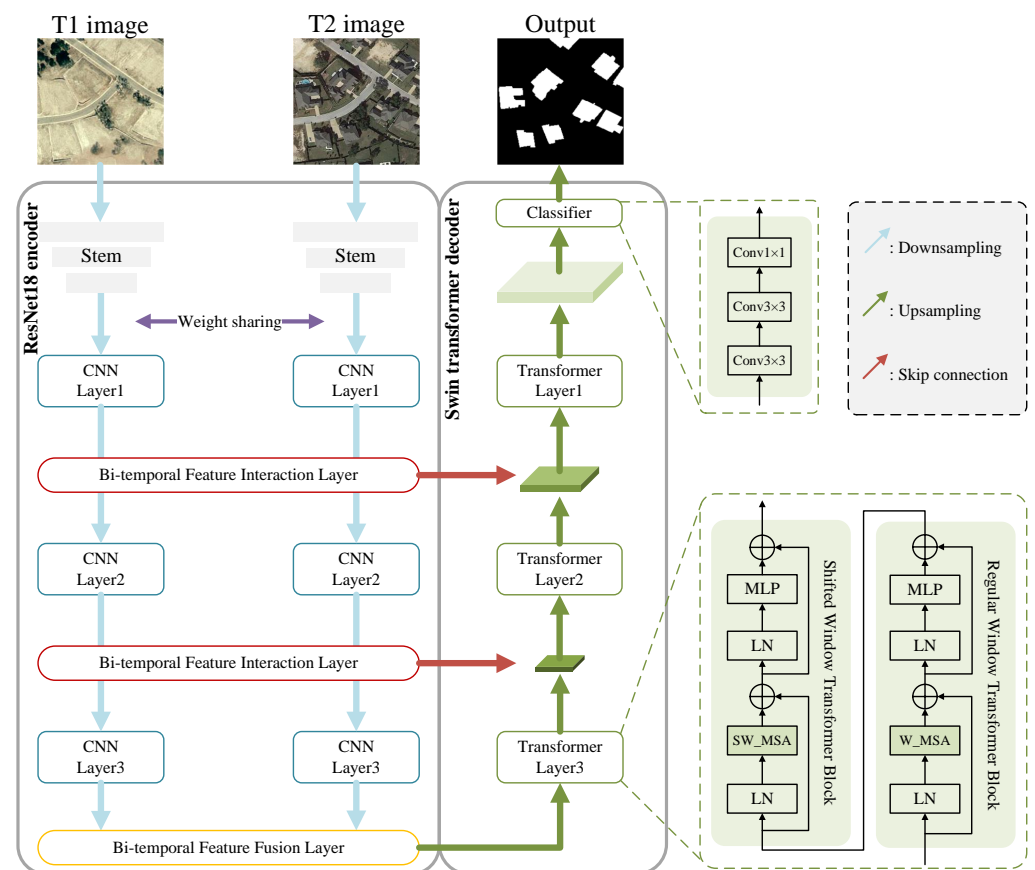 T1 image
T2 image
Output
ResNet18 encoder
Swin transformer decoder
Stem
Stem
Weight sharing
CNN
Layer1
CNN
Layer1
Bi-temporal Feature Interaction Layer
CNN
Layer2
CNN
Layer2
Bi-temporal Feature Interaction Layer
CNN
Layer3
CNN
Layer3
Bi-temporal Feature Fusion Layer
Classifier
Transformer
Layer1
Transformer
Layer2
Transformer
Layer3
Conv1×1
Conv3×3
Conv3×3
: Downsampling
: Upsampling
: Skip connection
MLP
LN
SW_MSA
LN
Shifted Window Transformer Block
MLP
LN
W_MSA
LN
Regular Window Transformer Block